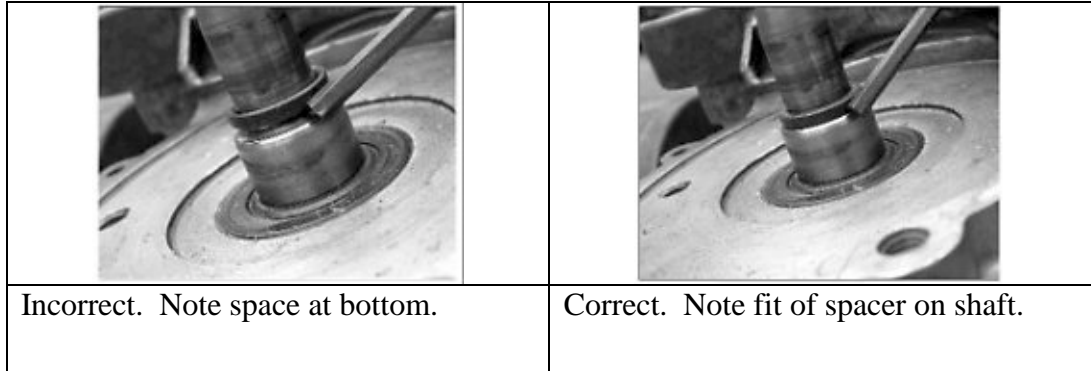 Incorrect.  Note space at bottom.
Correct.  Note fit of spacer on shaft.